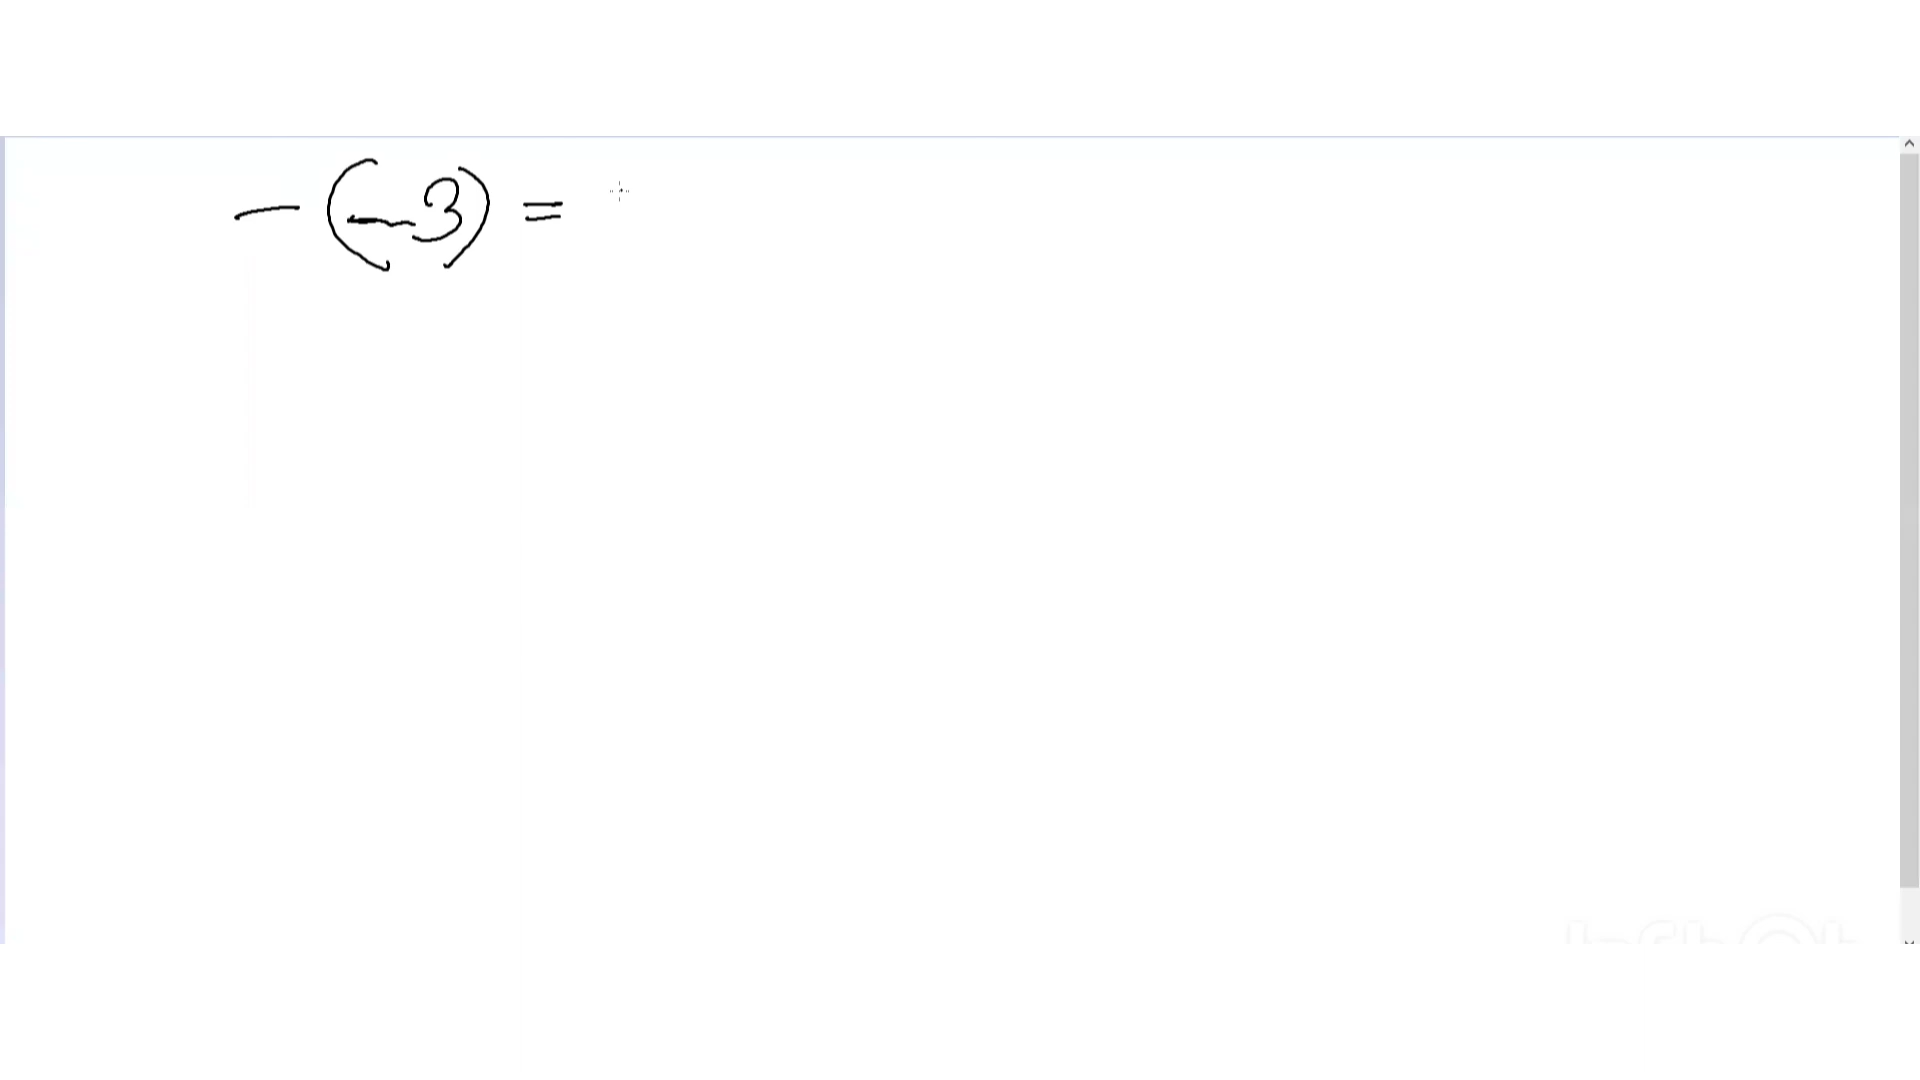 -(-3) =